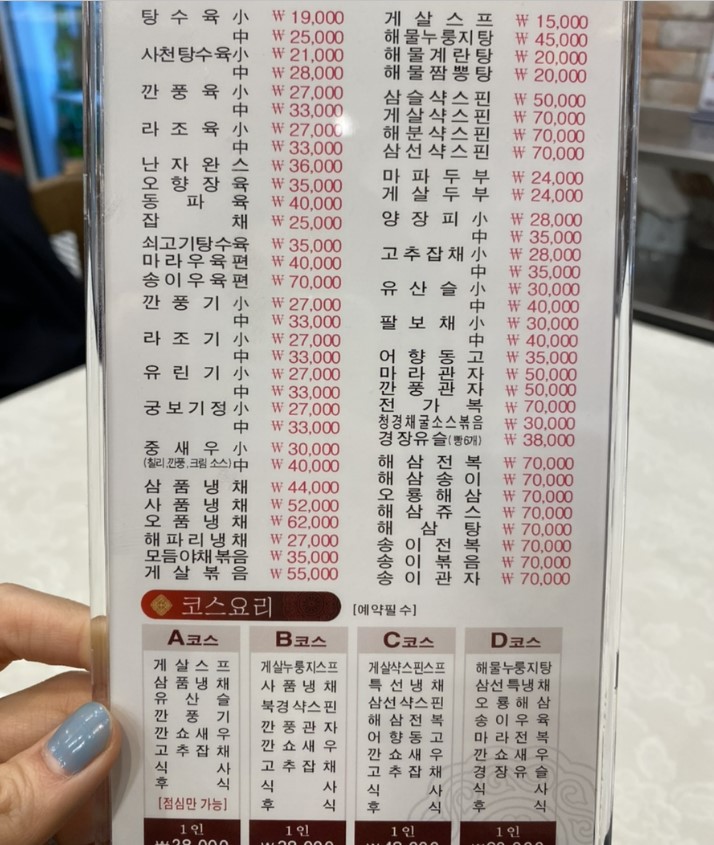 탕수육 小 ₩19,000
中 ₩25,000
사천탕수육小 ₩21,000
中 ₩28,000
깐풍육 小 ₩27,000
中 ₩33,000
라조육 小 ₩27,000
中 ₩33,000
난자완스 ₩36,000
오향장육 ₩35,000
동파육 ₩40,000
잡채 ₩25,000
쇠고기탕수육 ₩35,000
마라우육편 ₩40,000
송이우육편 ₩70,000
깐풍기 小 ₩27,000
中 ₩33,000
라조기 小 ₩27,000
中 ₩33,000
유린기 小 ₩27,000
中 ₩33,000
궁보기정 小 ₩27,000
中 ₩33,000
중새우 小 ₩30,000
(칠리,깐풍,크림 소스)中 ₩40,000
삼품냉채 ₩44,000
사품냉채 ₩52,000
오품냉채 ₩62,000
해파리냉채 ₩27,000
모듬야채볶음 ₩35,000
게살볶음 ₩55,000
게살스프 ₩15,000
해물누룽지탕 ₩45,000
해물계란탕 ₩20,000
해물짬뽕탕 ₩20,000
삼슬샥스핀 ₩50,000
게살샥스핀 ₩70,000
해분샥스핀 ₩70,000
삼선샥스핀 ₩70,000
마파두부 ₩24,000
게살두부 ₩24,000
양장피 小 ₩28,000
中 ₩35,000
고추잡채 小 ₩28,000
中 ₩35,000
유산슬 小 ₩30,000
中 ₩40,000
팔보채 小 ₩30,000
中 ₩40,000
어향동고 ₩35,000
마라관자 ₩50,000
깐풍관자 ₩50,000
전가복 ₩70,000
청경채굴소스볶음 ₩30,000
경장유슬(빵6개) ₩38,000
해삼전복 ₩70,000
해삼송이 ₩70,000
오룡해삼 ₩70,000
해삼쥬스 ₩70,000
해삼탕 ₩70,000
송이전복 ₩70,000
송이볶음 ₩70,000
송이관자 ₩70,000
코스요리 [예약필수]
A코스
게살스프
삼품냉채
유산슬
깐풍기
깐쇼새우
고추잡채
식사
후식
[점심만 가능]
1인
B코스
게살누룽지스프
사품냉채
북경샥스핀
깐풍관자
깐쇼새우
고추잡채
식사
후식
1인
C코스
게살샥스핀스프
특선냉채
삼선샥스핀
해삼전복
어향동고
깐쇼새우
고추잡채
식사
후식
1인
D코스
해물누룽지탕
삼선특냉채
오룡해삼
송이우육
마라전복
깐쇼새우
경장유슬
식사
후식
1인